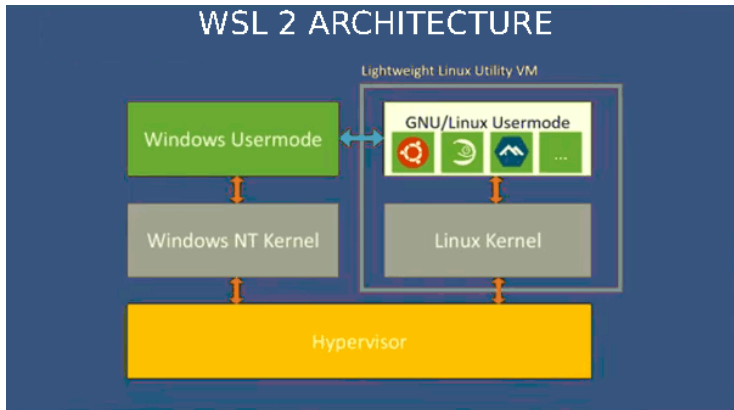 WSL 2 ARCHITECTURE
Lightweight Linux Utility VM
GNU/Linux Usermode
Windows Usermode
...
Windows NT Kernel
Linux Kernel
Hypervisor